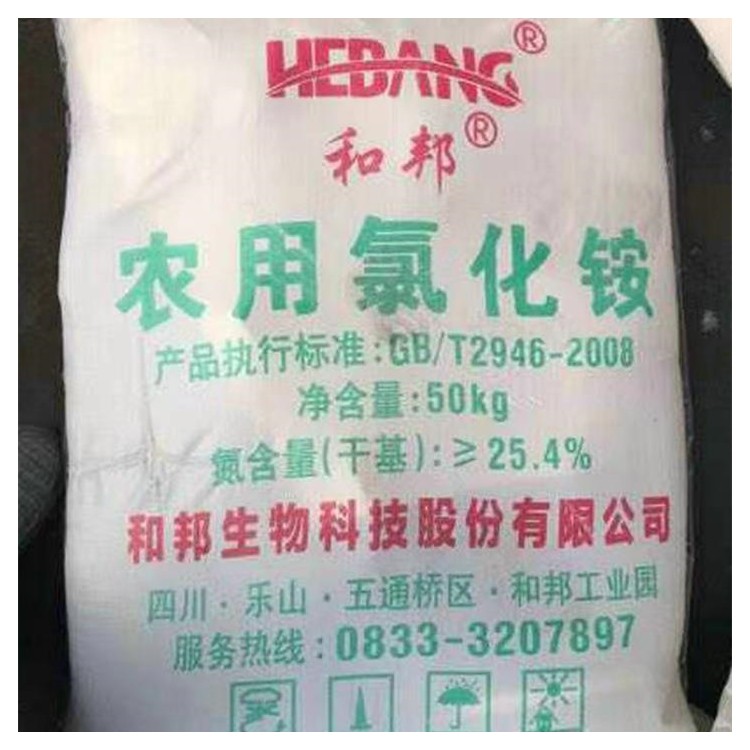 HEBANG®
和邦®
农用氯化铵
产品执行标准:GB/T2946-2008
净含量:50kg
氮含量(干基):≥25.4%
和邦生物科技股份有限公司
四川·乐山·五通桥区·和邦工业园
服务热线:0833-3207897